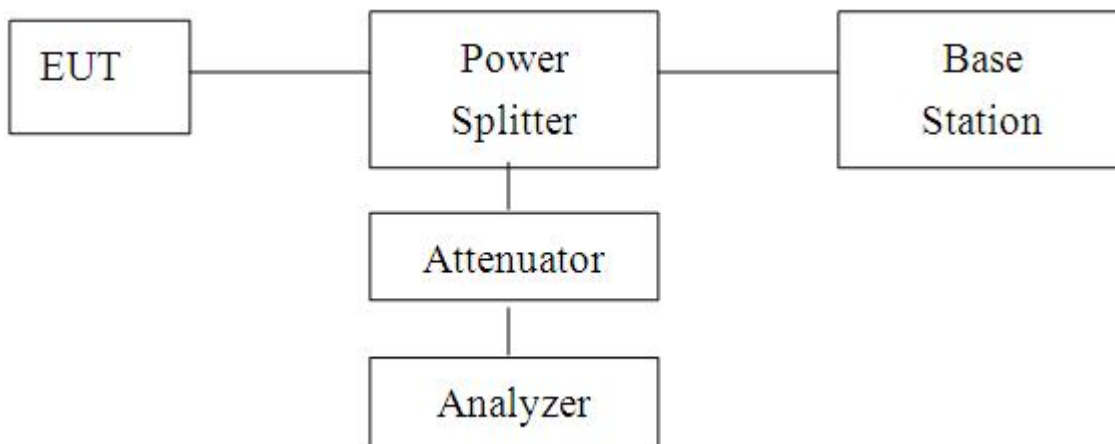 EUT
Power
Splitter
Base
Station
Attenuator
Analyzer